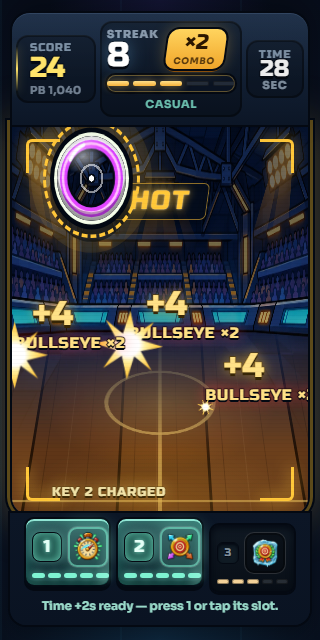 SCORE
24
PB 1,040
STREAK
8
×2
COMBO
CASUAL
TIME
28
SEC
HOT
+4
BULLSEYE ×2
+4
BULLSEYE ×2
+4
BULLSEYE ×
KEY 2 CHARGED
1
2
3
Time +2s ready — press 1 or tap its slot.